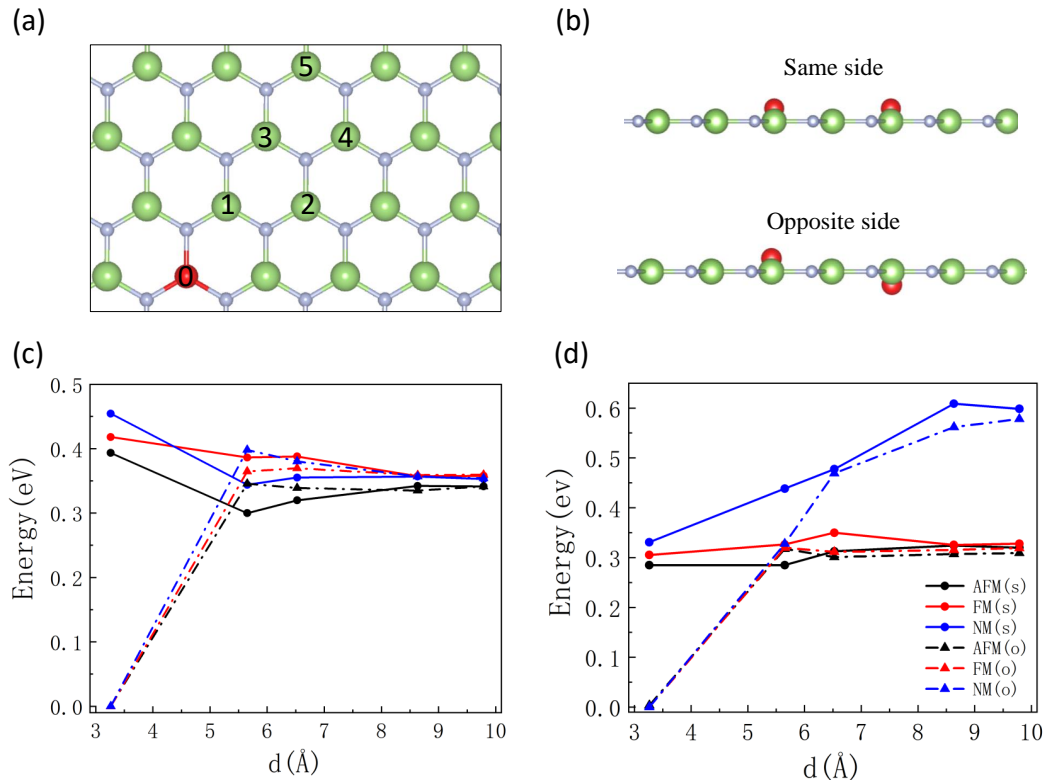 (a)
5
3 4
1 2
0
(b)
Same side
Opposite side
(c)
0.5
0.4
0.3
0.2
0.1
0.0
Energy(eV)
3 4 5 6 7 8 9 10
d(Å)
(d)
0.6
0.5
0.4
0.3
0.2
0.1
0.0
Energy(ev)
AFM(s)
FM(s)
NM(s)
AFM(o)
FM(o)
NM(o)
3 4 5 6 7 8 9 10
d(Å)